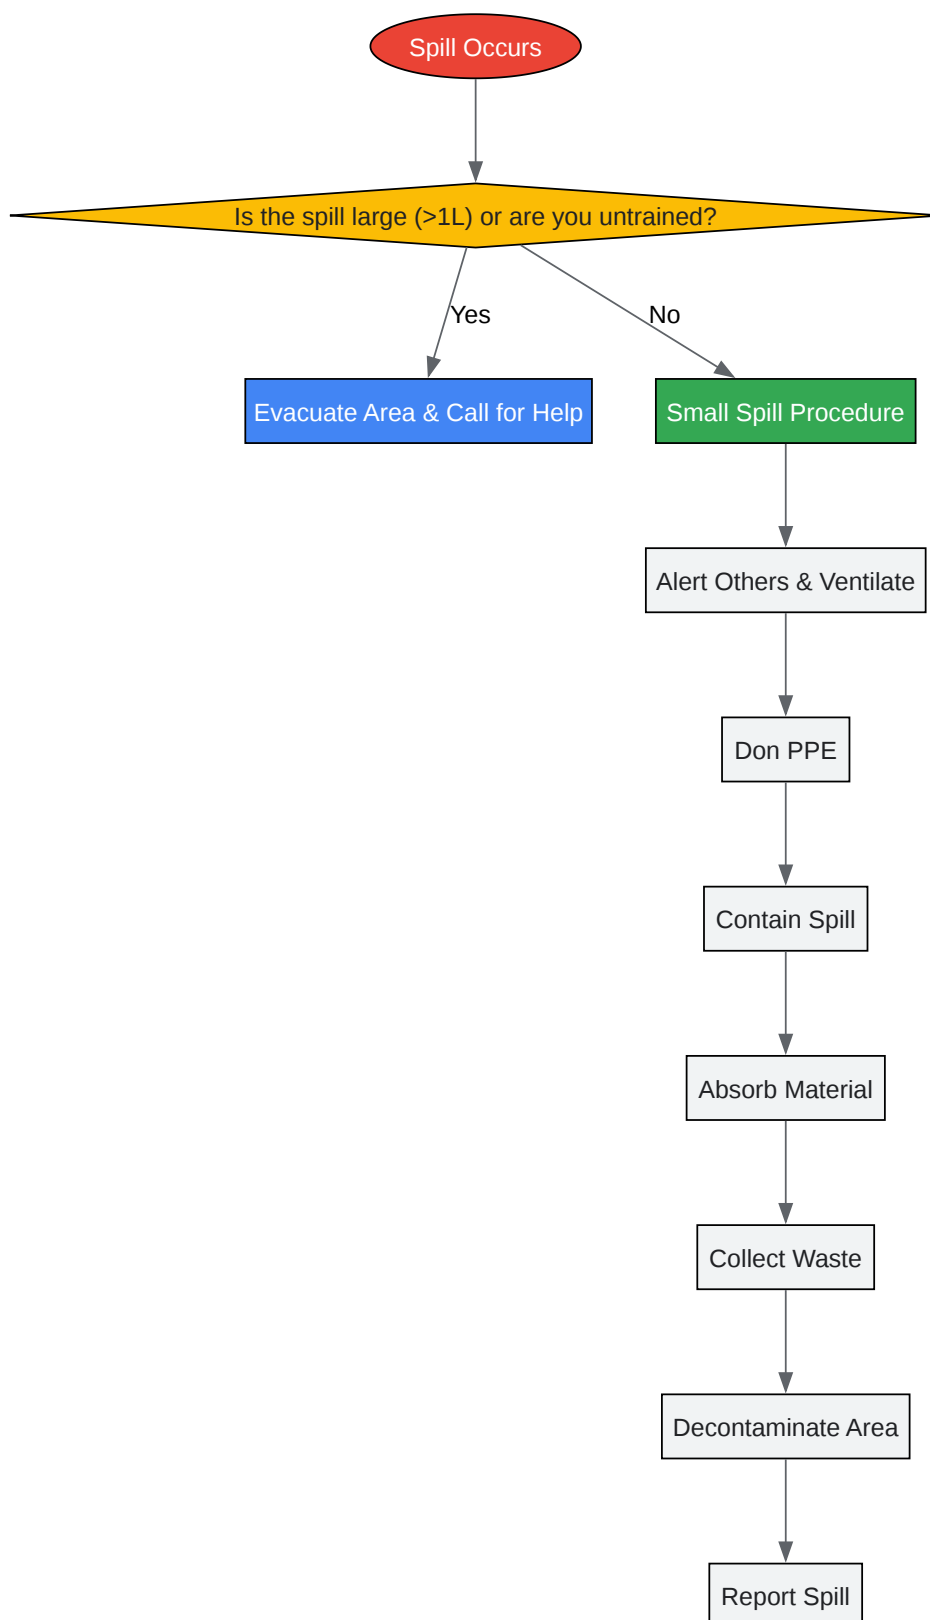 Spill Occurs
Is the spill large (>1L) or are you untrained?
Yes
No
Evacuate Area & Call for Help
Small Spill Procedure
Alert Others & Ventilate
Don PPE
Contain Spill
Absorb Material
Collect Waste
Decontaminate Area
Report Spill